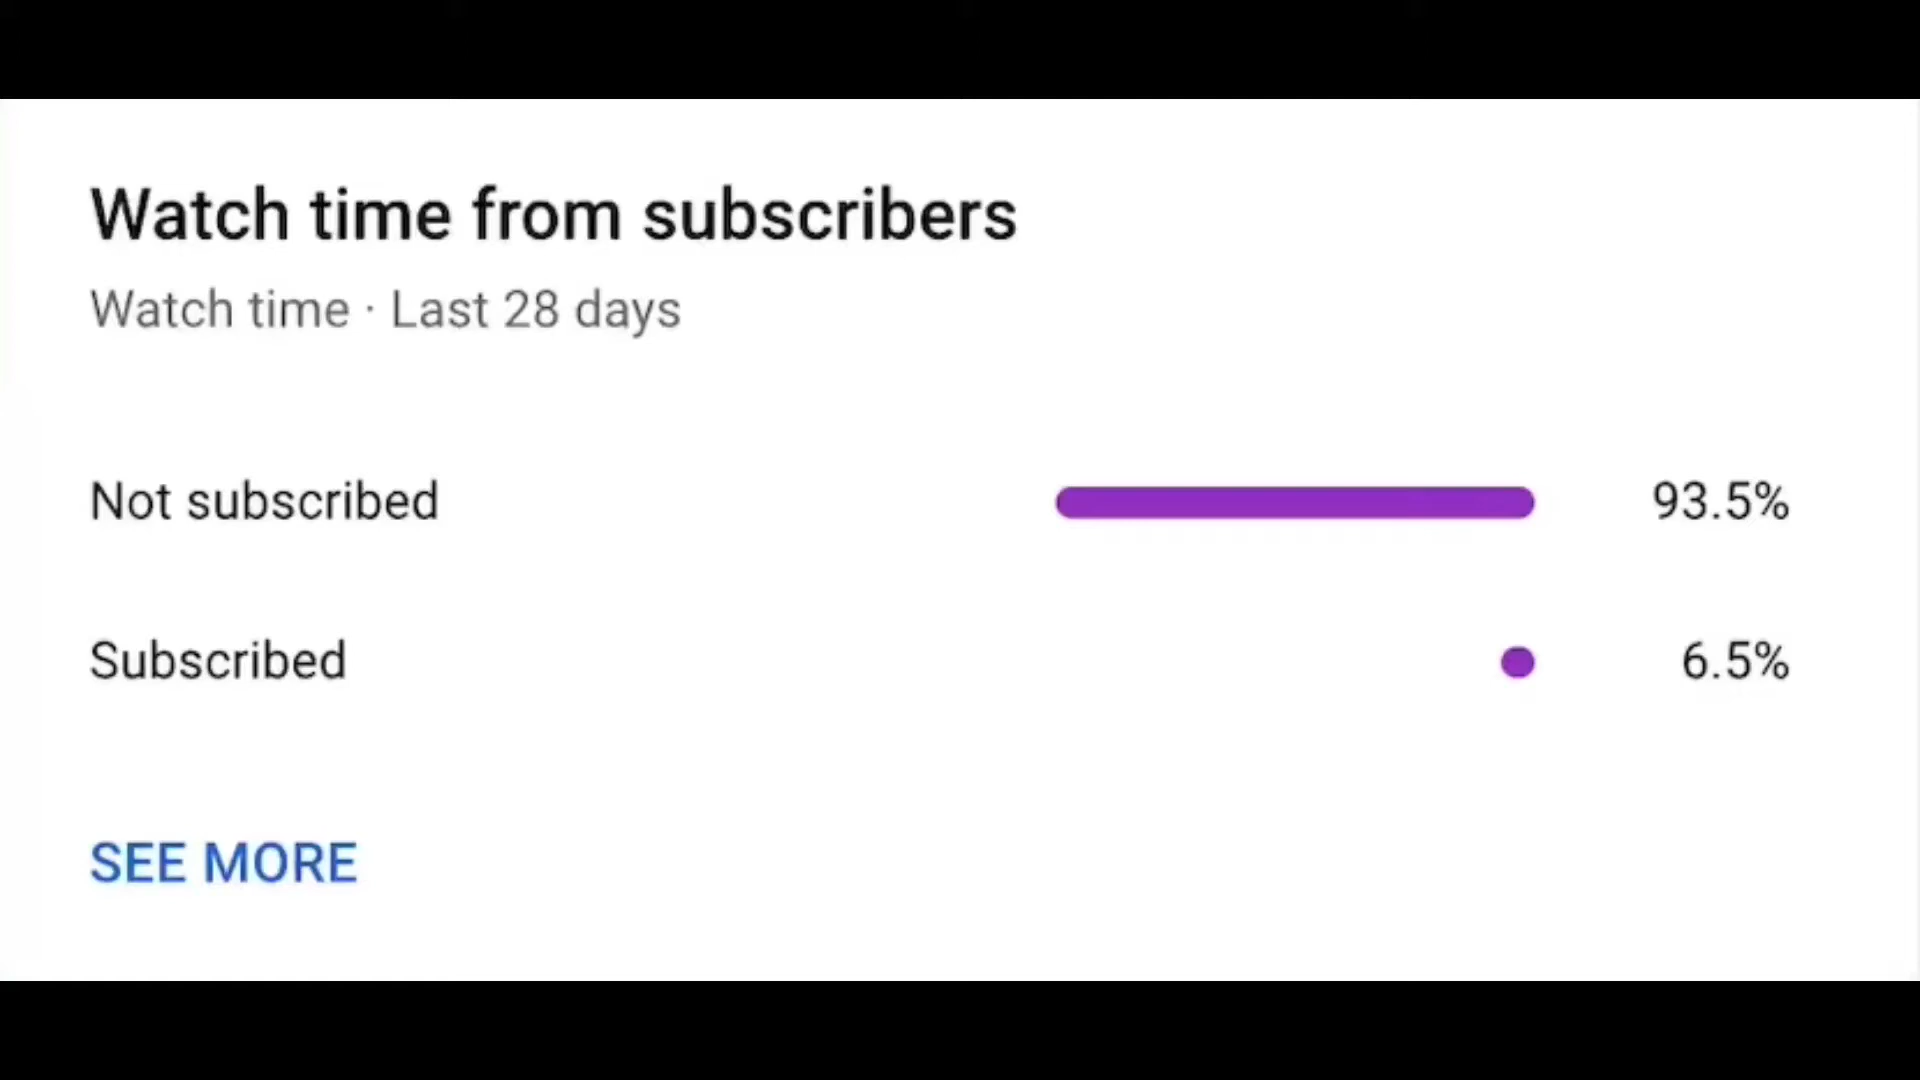 Watch time from subscribers
Watch time · Last 28 days
Not subscribed 93.5%
Subscribed 6.5%
SEE MORE